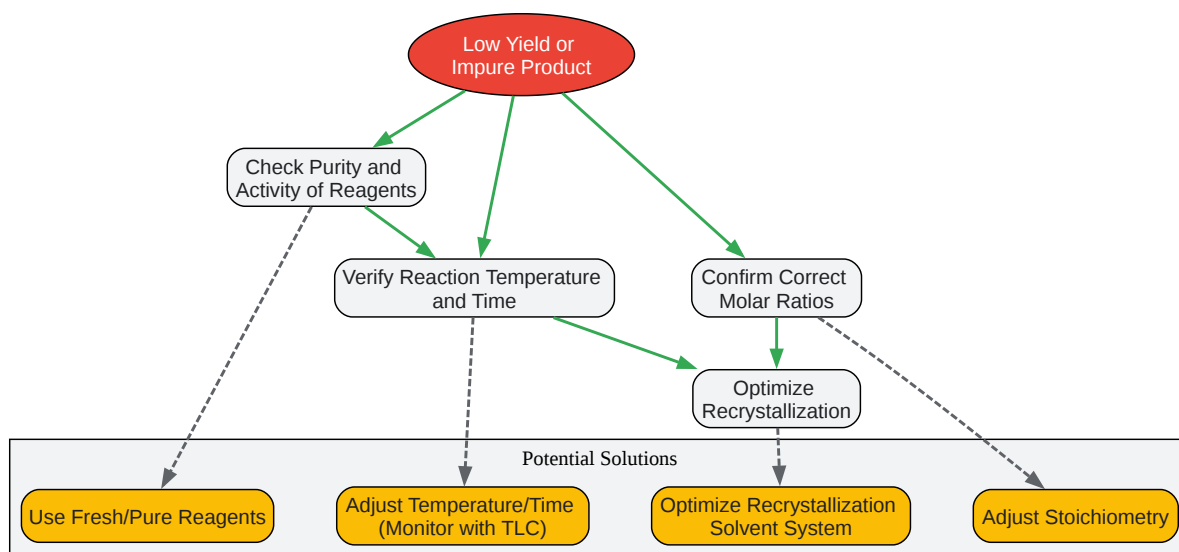 Low Yield or
Impure Product
Check Purity and
Activity of Reagents
Verify Reaction Temperature
and Time
Confirm Correct
Molar Ratios
Optimize
Recrystallization
Potential Solutions
Use Fresh/Pure Reagents
Adjust Temperature/Time
(Monitor with TLC)
Optimize Recrystallization
Solvent System
Adjust Stoichiometry